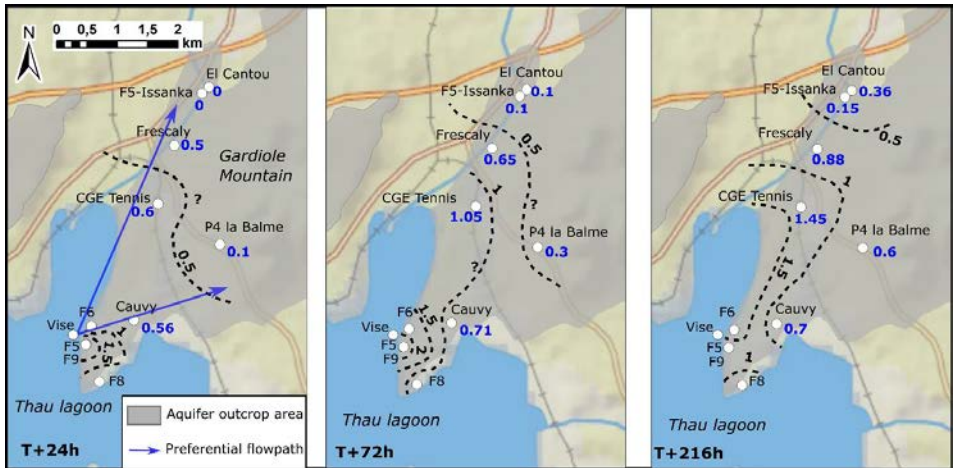 N
0 0,5 1 1,5 2
km
El Cantou
0
F5-Issanka
0
Frescaly
0.5
Gardiole
Mountain
?
CGE Tennis
0.6
P4 la Balme
0.1
0.5
Cauvy
0.56
F6
Vise
F5
F9
1
1.5
F8
Thau lagoon
Aquifer outcrop area
Preferential flowpath
T+24h
El Cantou
0.1
F5-Issanka
0.1
Frescaly
0.65
0.5
1
?
CGE Tennis
1.05
P4 la Balme
0.3
?
Cauvy
0.71
F6
Vise
F5
F9
1.5
2
F8
Thau lagoon
T+72h
El Cantou
0.36
F5-Issanka
0.15
0.5
Frescaly
0.88
1
CGE Tennis
1.45
P4 la Balme
0.6
1.5
Cauvy
0.7
F6
Vise
F5
F9
1
F8
Thau lagoon
T+216h